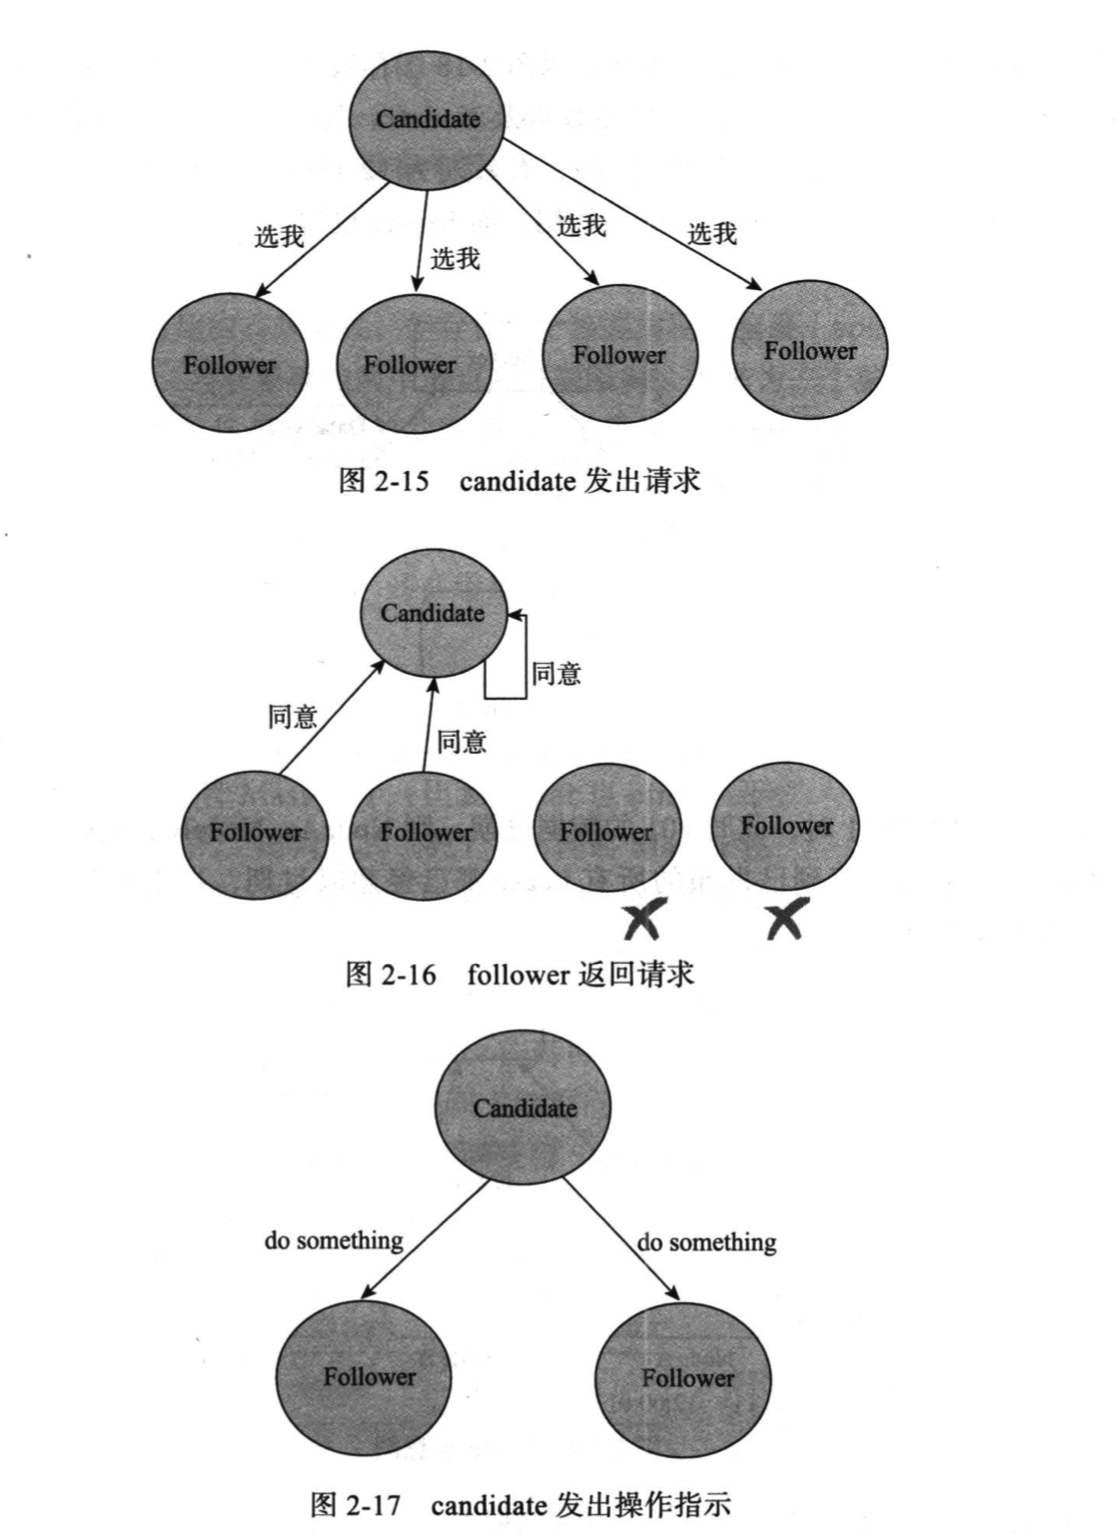 Candidate
选我
选我
选我
选我
Follower
Follower
Follower
Follower
图 2-15 candidate 发出请求
Candidate
同意
同意
同意
Follower
Follower
Follower
Follower
图 2-16 follower 返回请求
Candidate
do something
do something
Follower
Follower
图 2-17 candidate 发出操作指示